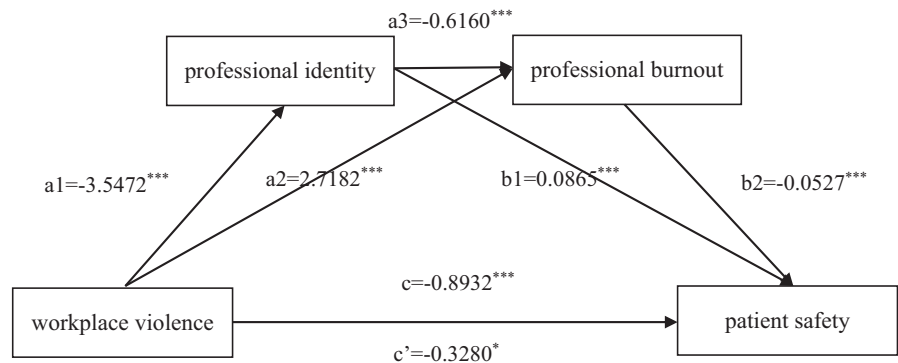 a3=-0.6160***
professional identity
professional burnout
a1=-3.5472***
a2=2.7182***
b1=0.0865***
b2=-0.0527***
c=-0.8932***
workplace violence
patient safety
c’=-0.3280*